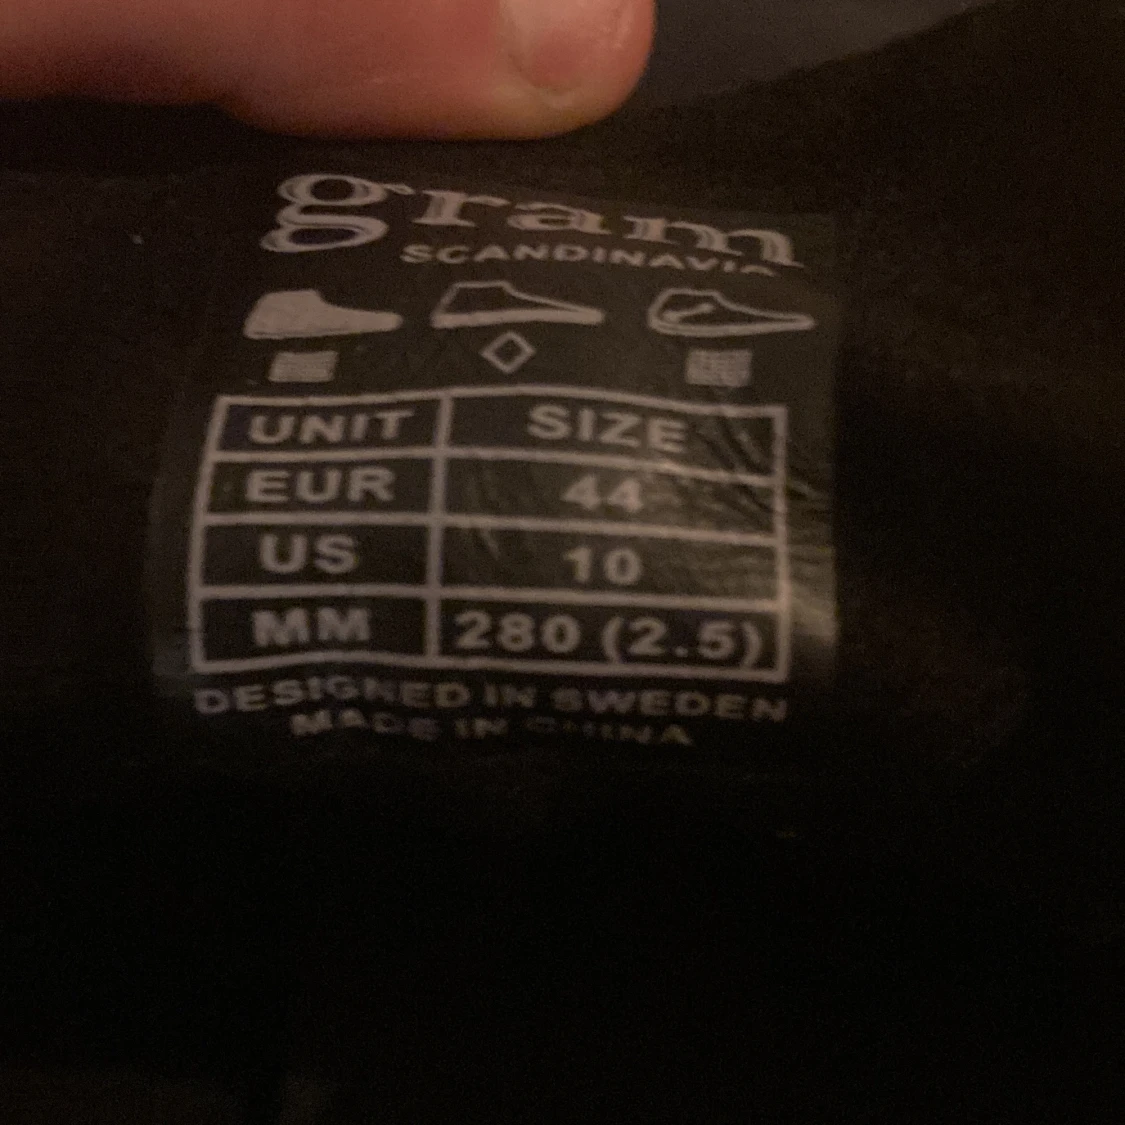 gram
SCANDINAVIA
UNIT SIZE
EUR 44
US 10
MM 280 (2.5)
DESIGNED IN SWEDEN
MADE IN CHINA